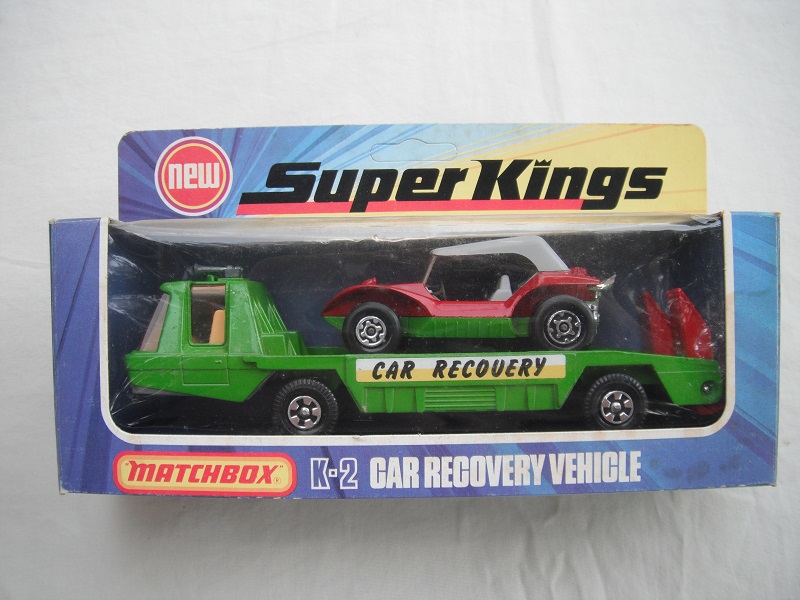 new
Super Kings
CAR RECOVERY
MATCHBOX
K-2 CAR RECOVERY VEHICLE